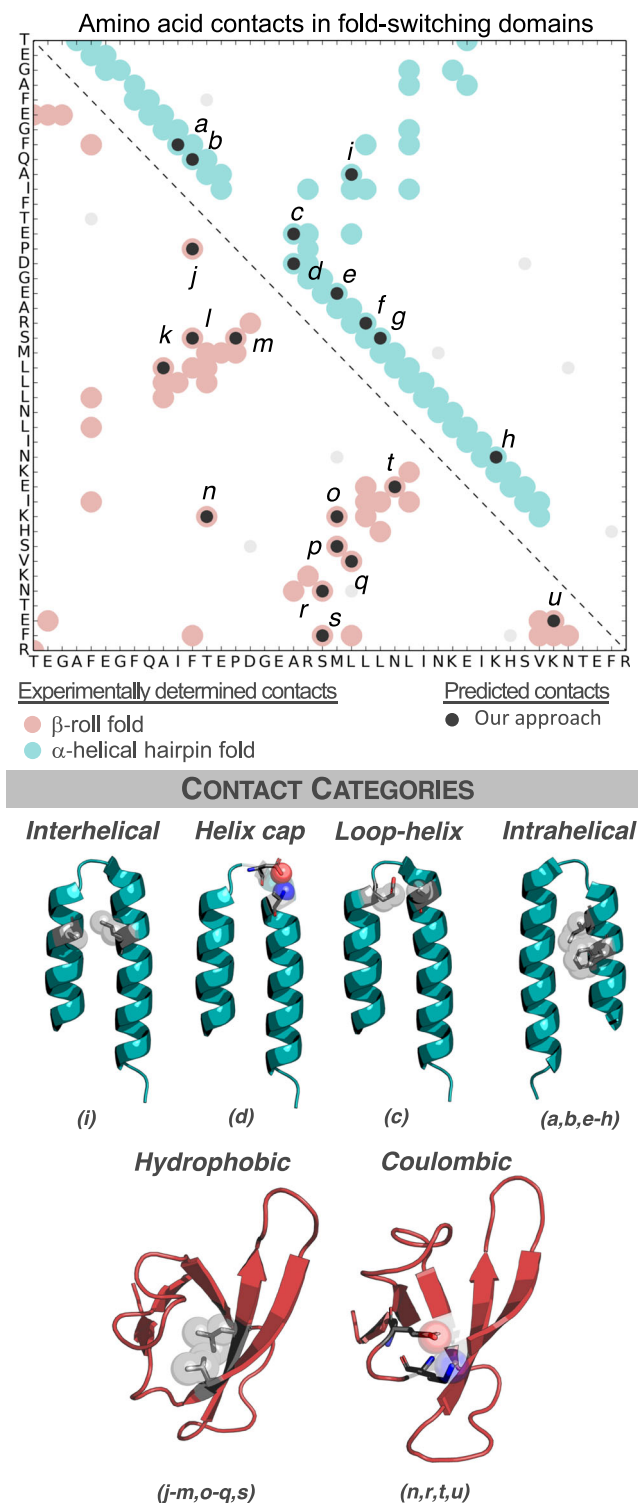 Amino acid contacts in fold-switching domains
T
E
G
A
F
E
G
F
Q
A
I
F
T
E
P
D
G
E
A
R
S
M
L
L
L
N
L
I
N
K
E
I
K
H
S
V
K
N
T
E
F
R
a
b
i
c
d
e
j
f
l
g
k
m
h
t
n
o
p
q
u
r
s
T E G A F E G F Q A I F T E P D G E A R S M L L L N L I N K E I K H S V K N T E F R
Experimentally determined contacts
β-roll fold
α-helical hairpin fold
Predicted contacts
Our approach
CONTACT CATEGORIES
Interhelical
Helix cap
Loop-helix
Intrahelical
(i)
(d)
(c)
(a,b,e-h)
Hydrophobic
Coulombic
(j-m,o-q,s)
(n,r,t,u)